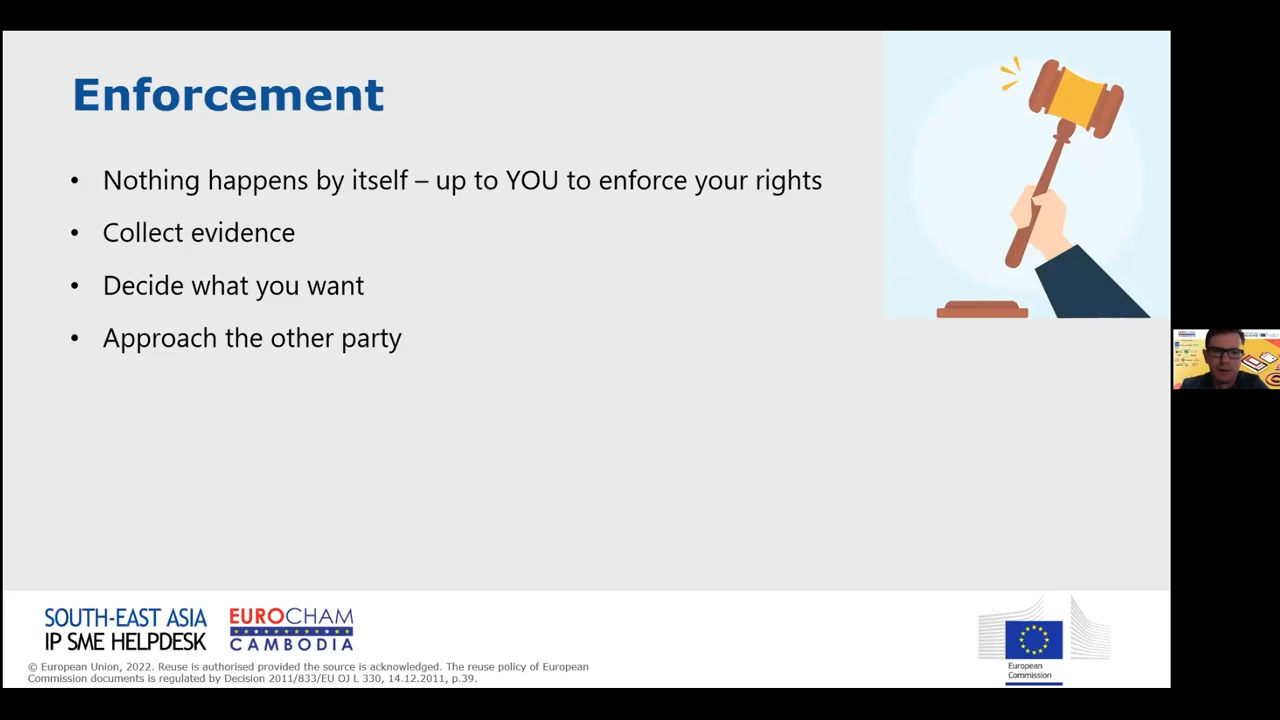 Enforcement
• Nothing happens by itself – up to YOU to enforce your rights
• Collect evidence
• Decide what you want
• Approach the other party
SOUTH-EAST ASIA
IP SME HELPDESK
EUROCHAM
CAMBODIA
European
Commission
© European Union, 2022. Reuse is authorised provided the source is acknowledged. The reuse policy of European
Commission documents is regulated by Decision 2011/833/EU OJ L 330, 14.12.2011, p.39.